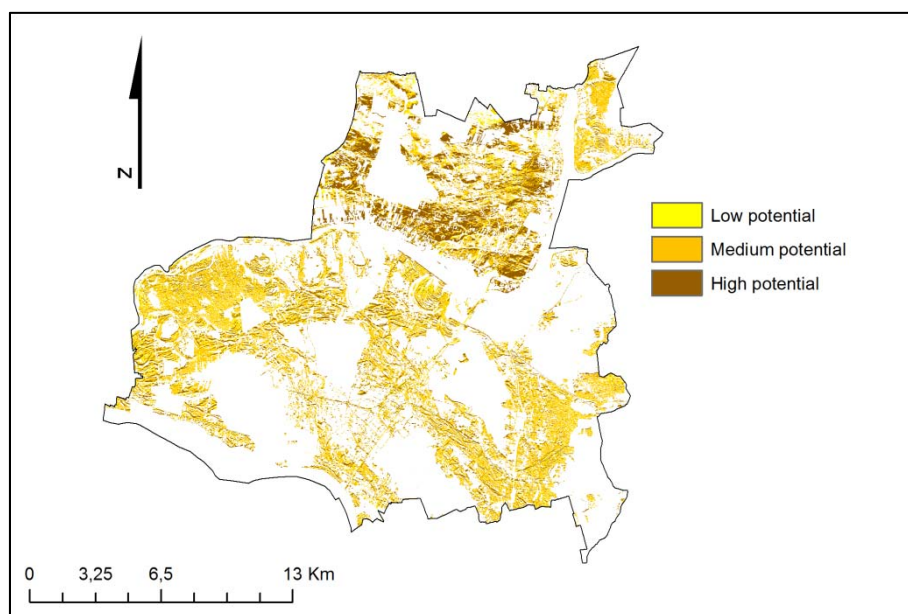 N
Low potential
Medium potential
High potential
0 3,25 6,5 13 Km